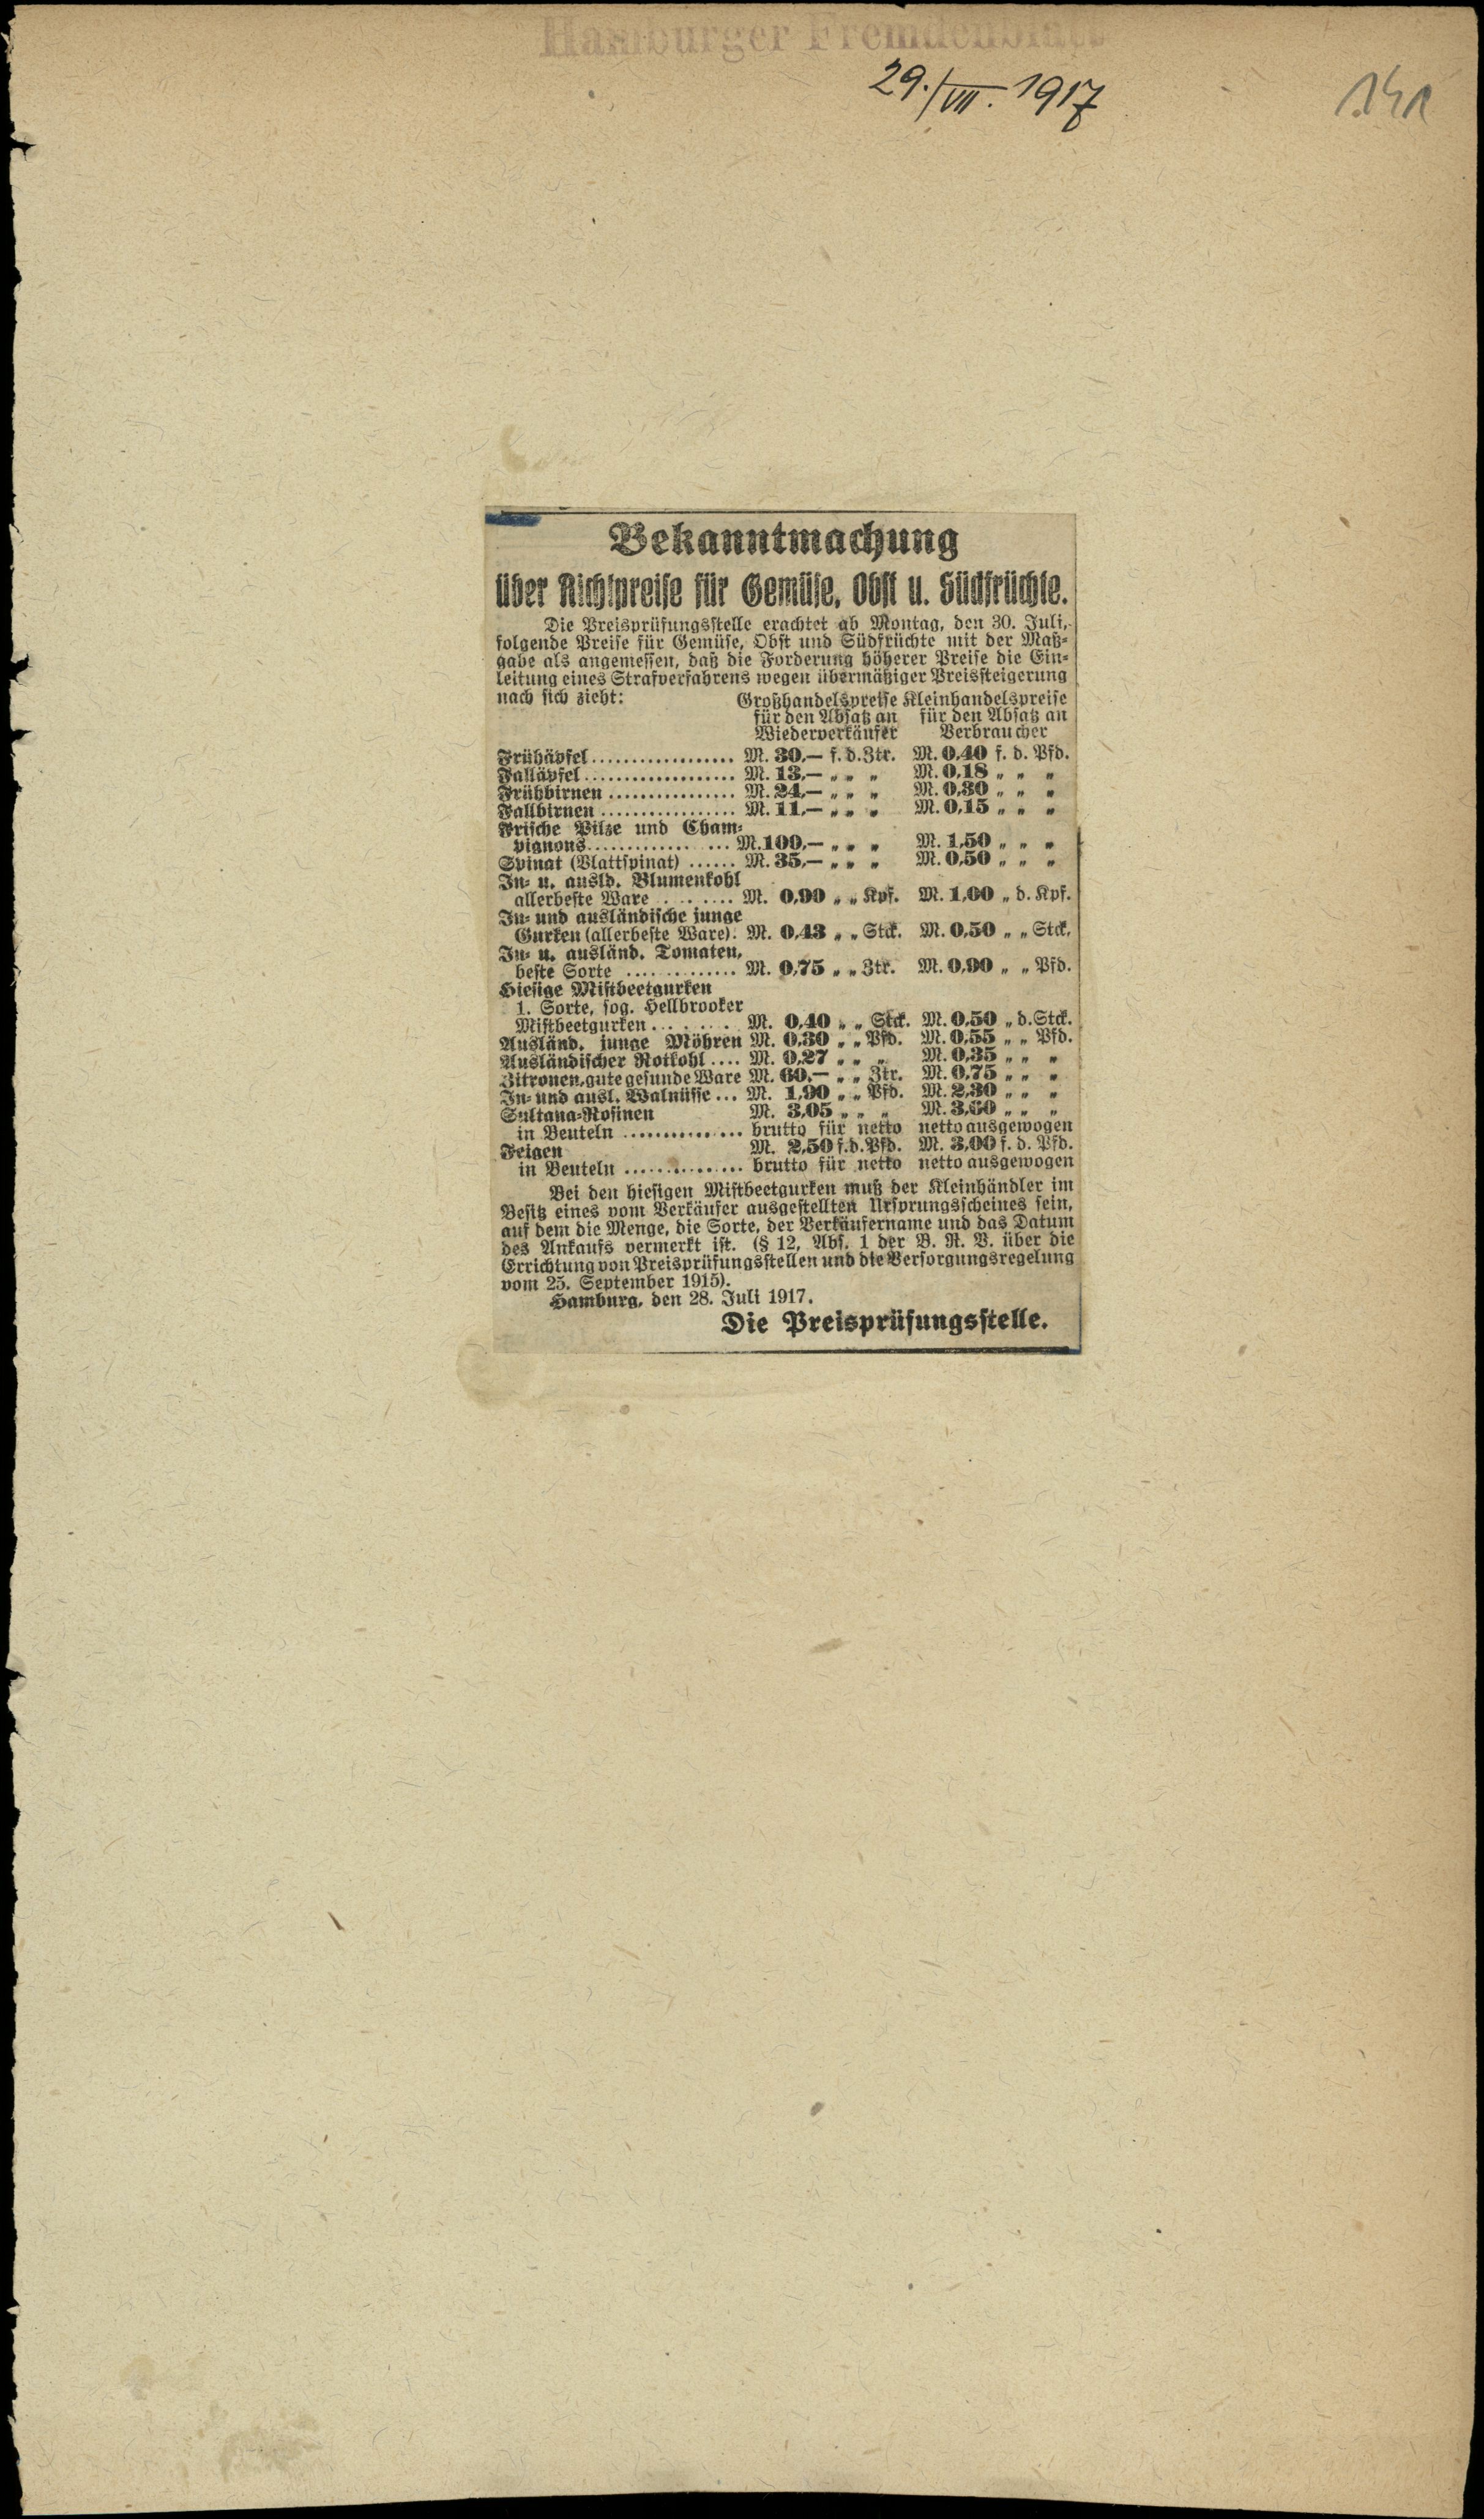 Hamburger Fremdenblatt
29./VII. 1917
141
Bekanntmachung
über Richtpreise für Gemüse, Obst u. Südfrüchte.
Die Preisprüfungsstelle erachtet ab Montag, den 30. Juli,
folgende Preise für Gemüse, Obst und Südfrüchte mit der Maß-
gabe als angemessen, daß die Forderung höherer Preise die Ein-
leitung eines Strafverfahrens wegen übermäßiger Preissteigerung
nach sich zieht: Großhandelspreise Kleinhandelspreise
für den Absatz an für den Absatz an
Wiederverkäufer Verbraucher
Frühäpfel .................. M. 30,— f. d. Ztr. M. 0,40 f. d. Pfd.
Falläpfel ................... M. 13,— „ „ „ M. 0,18 „ „ „
Frühbirnen ................ M. 24,— „ „ „ M. 0,30 „ „ „
Fallbirnen ................. M. 11,— „ „ „ M. 0,15 „ „ „
Frische Pilze und Cham-
pignons ................ M. 100,— „ „ „ M. 1,50 „ „ „
Spinat (Blattspinat) ...... M. 35,— „ „ „ M. 0,50 „ „ „
In- u. ausld. Blumenkohl
allerbeste Ware ......... M. 0,90 „ „ Kpf. M. 1,00 „ d. Kpf.
In- und ausländische junge
Gurken (allerbeste Ware). M. 0,43 „ „ Stck. M. 0,50 „ „ Stck.
In- u. ausländ. Tomaten,
beste Sorte .............. M. 0,75 „ „ Ztr. M. 0,90 „ „ Pfd.
Hiesige Mistbeetgurken
1. Sorte, sog. Hellbrooker
Mistbeetgurken ......... M. 0,40 „ „ Stck. M. 0,50 „ d. Stck.
Ausländ. junge Möhren M. 0,30 „ „ Pfd. M. 0,55 „ „ Pfd.
Ausländischer Rotkohl .... M. 0,27 „ „ „ M. 0,35 „ „ „
Zitronen, gute gesunde Ware M. 60,— „ „ Ztr. M. 0,75 „ „ „
In- und ausl. Walnüsse ... M. 1,90 „ „ Pfd. M. 2,30 „ „ „
Sultana-Rosinen M. 3,05 „ „ „ M. 3,60 „ „ „
in Beuteln .............. brutto für netto netto ausgewogen
Feigen M. 2,50 f. d. Pfd. M. 3,00 f. d. Pfd.
in Beuteln .............. brutto für netto netto ausgewogen
Bei den hiesigen Mistbeetgurken muß der Kleinhändler im
Besitz eines vom Verkäufer ausgestellten Ursprungsscheines sein,
auf dem die Menge, die Sorte, der Verkäufername und das Datum
des Ankaufs vermerkt ist. (§ 12, Abs. 1 der B. R. V. über die
Errichtung von Preisprüfungsstellen und die Versorgungsregelung
vom 25. September 1915).
Hamburg, den 28. Juli 1917.
Die Preisprüfungsstelle.